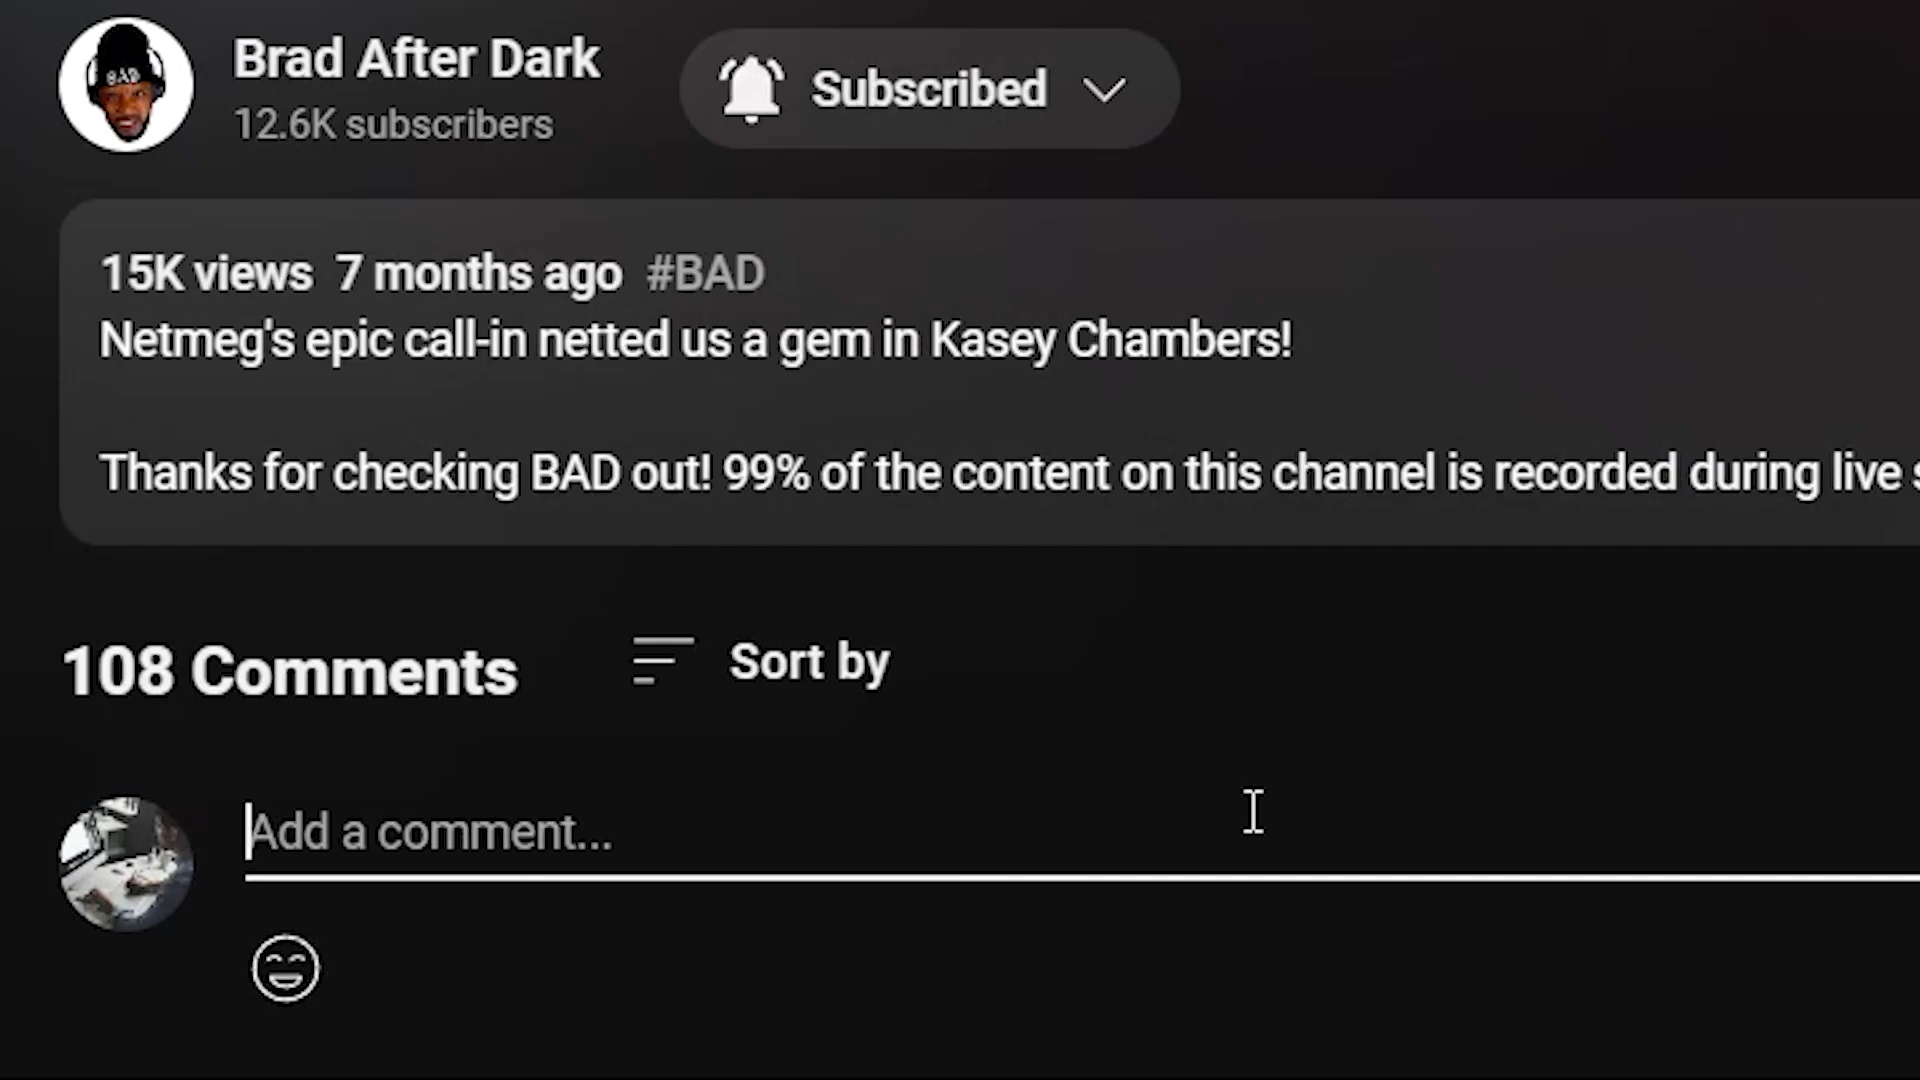 BAD
Brad After Dark
12.6K subscribers
Subscribed
15K views 7 months ago #BAD
Netmeg's epic call-in netted us a gem in Kasey Chambers!
Thanks for checking BAD out! 99% of the content on this channel is recorded during live s
108 Comments
Sort by
Add a comment...